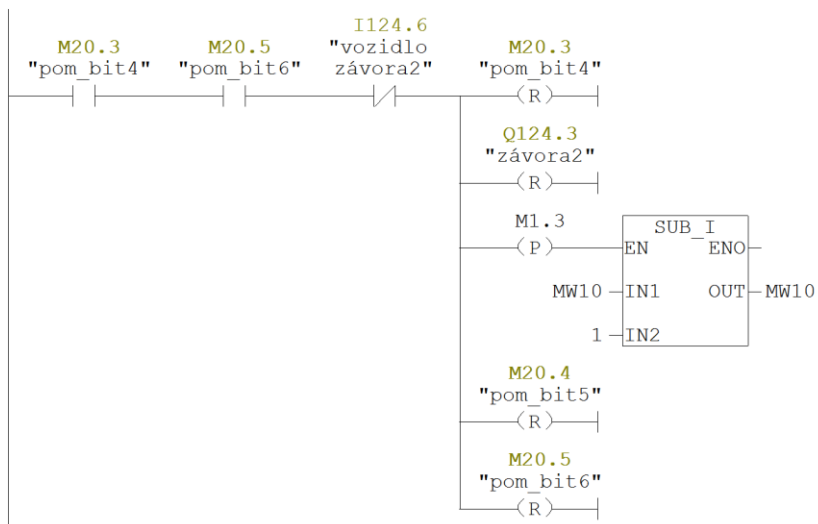 I124.6
M20.3 M20.5 "vozidlo M20.3
"pom_bit4" "pom_bit6" závora2" "pom_bit4"
(R)
Q124.3
"závora2"
(R)
M1.3 SUB_I
(P) EN ENO
MW10 IN1 OUT MW10
1 IN2
M20.4
"pom_bit5"
(R)
M20.5
"pom_bit6"
(R)